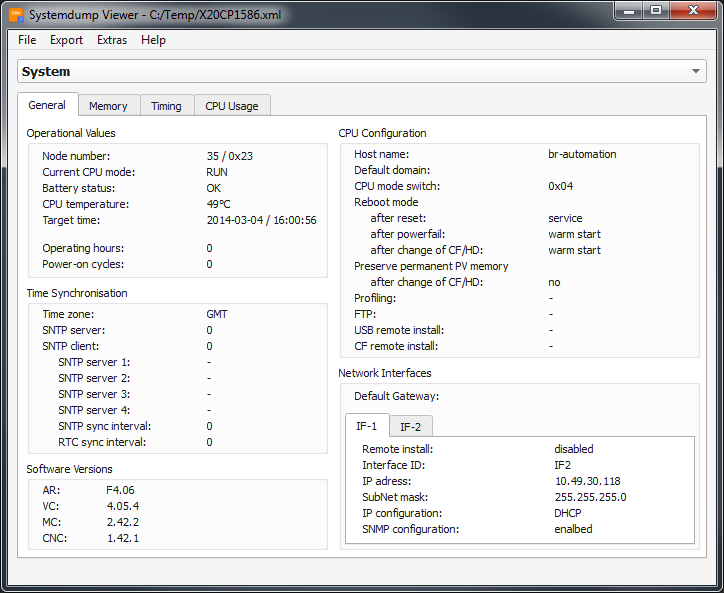 Systemdump Viewer - C:/Temp/X20CP1586.xml
File Export Extras Help
System
General Memory Timing CPU Usage
Operational Values
Node number: 35 / 0x23
Current CPU mode: RUN
Battery status: OK
CPU temperature: 49°C
Target time: 2014-03-04 / 16:00:56
Operating hours: 0
Power-on cycles: 0
Time Synchronisation
Time zone: GMT
SNTP server: 0
SNTP client: 0
SNTP server 1: -
SNTP server 2: -
SNTP server 3: -
SNTP server 4: -
SNTP sync interval: 0
RTC sync interval: 0
Software Versions
AR: F4.06
VC: 4.05.4
MC: 2.42.2
CNC: 1.42.1
CPU Configuration
Host name: br-automation
Default domain:
CPU mode switch: 0x04
Reboot mode
after reset: service
after powerfail: warm start
after change of CF/HD: warm start
Preserve permanent PV memory
after change of CF/HD: no
Profiling: -
FTP: -
USB remote install: -
CF remote install: -
Network Interfaces
Default Gateway:
IF-1 IF-2
Remote install: disabled
Interface ID: IF2
IP adress: 10.49.30.118
SubNet mask: 255.255.255.0
IP configuration: DHCP
SNMP configuration: enalbed